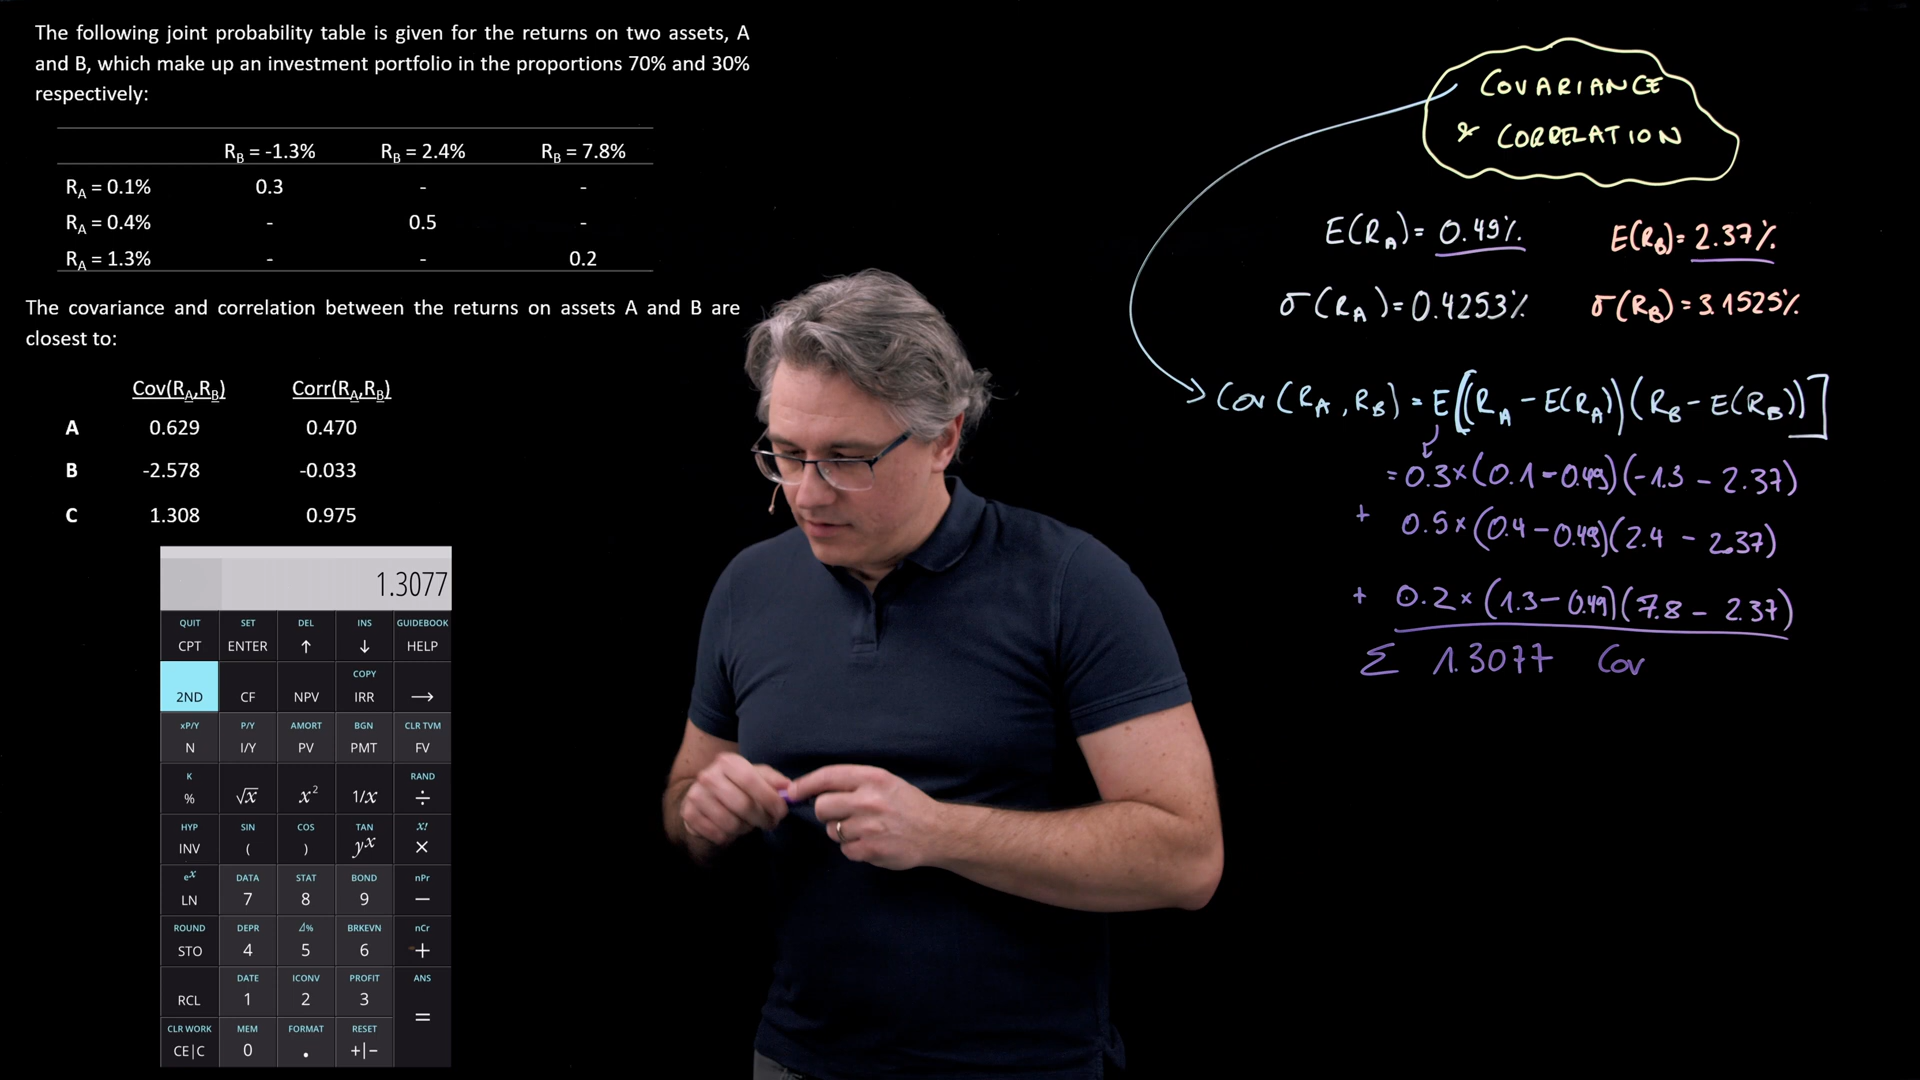 The following joint probability table is given for the returns on two assets, A
and B, which make up an investment portfolio in the proportions 70% and 30%
respectively:
R_B = -1.3% R_B = 2.4% R_B = 7.8%
R_A = 0.1% 0.3 - -
R_A = 0.4% - 0.5 -
R_A = 1.3% - - 0.2
The covariance and correlation between the returns on assets A and B are
closest to:
Cov(R_A,R_B) Corr(R_A,R_B)
A 0.629 0.470
B -2.578 -0.033
C 1.308 0.975
1.3077
QUIT SET DEL INS GUIDEBOOK
CPT ENTER ↑ ↓ HELP
COPY
2ND CF NPV IRR →
xP/Y P/Y AMORT BGN CLR TVM
N I/Y PV PMT FV
K RAND
% √x x² 1/x ÷
HYP SIN COS TAN x!
INV ( ) yˣ ×
eˣ DATA STAT BOND nPr
LN 7 8 9 −
ROUND DEPR Δ% BRKEVN nCr
STO 4 5 6 +
DATE ICONV PROFIT ANS
RCL 1 2 3 =
CLR WORK MEM FORMAT RESET
CE|C 0 . +|−
COVARIANCE
& CORRELATION
E(R_A)= 0.49% E(R_B)= 2.37%
σ(R_A)=0.4253% σ(R_B)=3.1525%
Cov(R_A, R_B) = E[(R_A − E(R_A))(R_B − E(R_B))]
= 0.3×(0.1−0.49)(−1.3 − 2.37)
+ 0.5×(0.4−0.49)(2.4 − 2.37)
+ 0.2×(1.3−0.49)(7.8 − 2.37)
Σ 1.3077 Cov